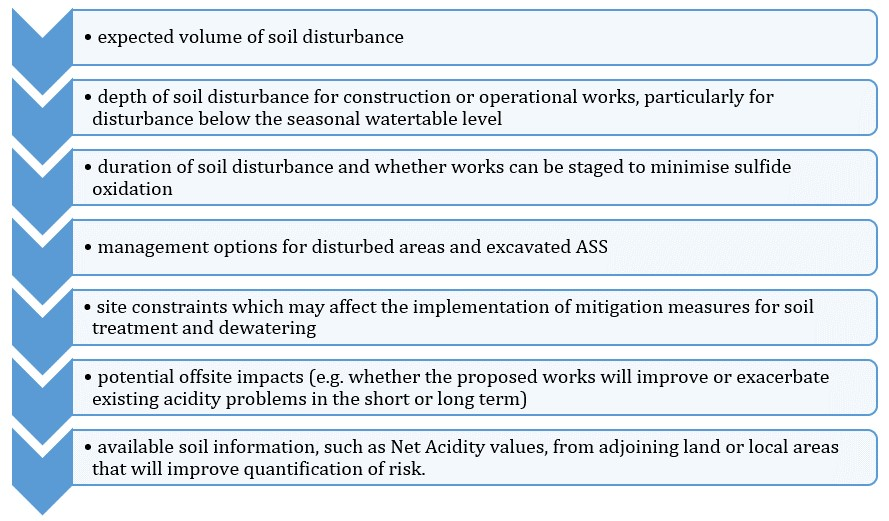 • expected volume of soil disturbance
• depth of soil disturbance for construction or operational works, particularly for
disturbance below the seasonal watertable level
• duration of soil disturbance and whether works can be staged to minimise sulfide
oxidation
• management options for disturbed areas and excavated ASS
• site constraints which may affect the implementation of mitigation measures for soil
treatment and dewatering
• potential offsite impacts (e.g. whether the proposed works will improve or exacerbate
existing acidity problems in the short or long term)
• available soil information, such as Net Acidity values, from adjoining land or local areas
that will improve quantification of risk.